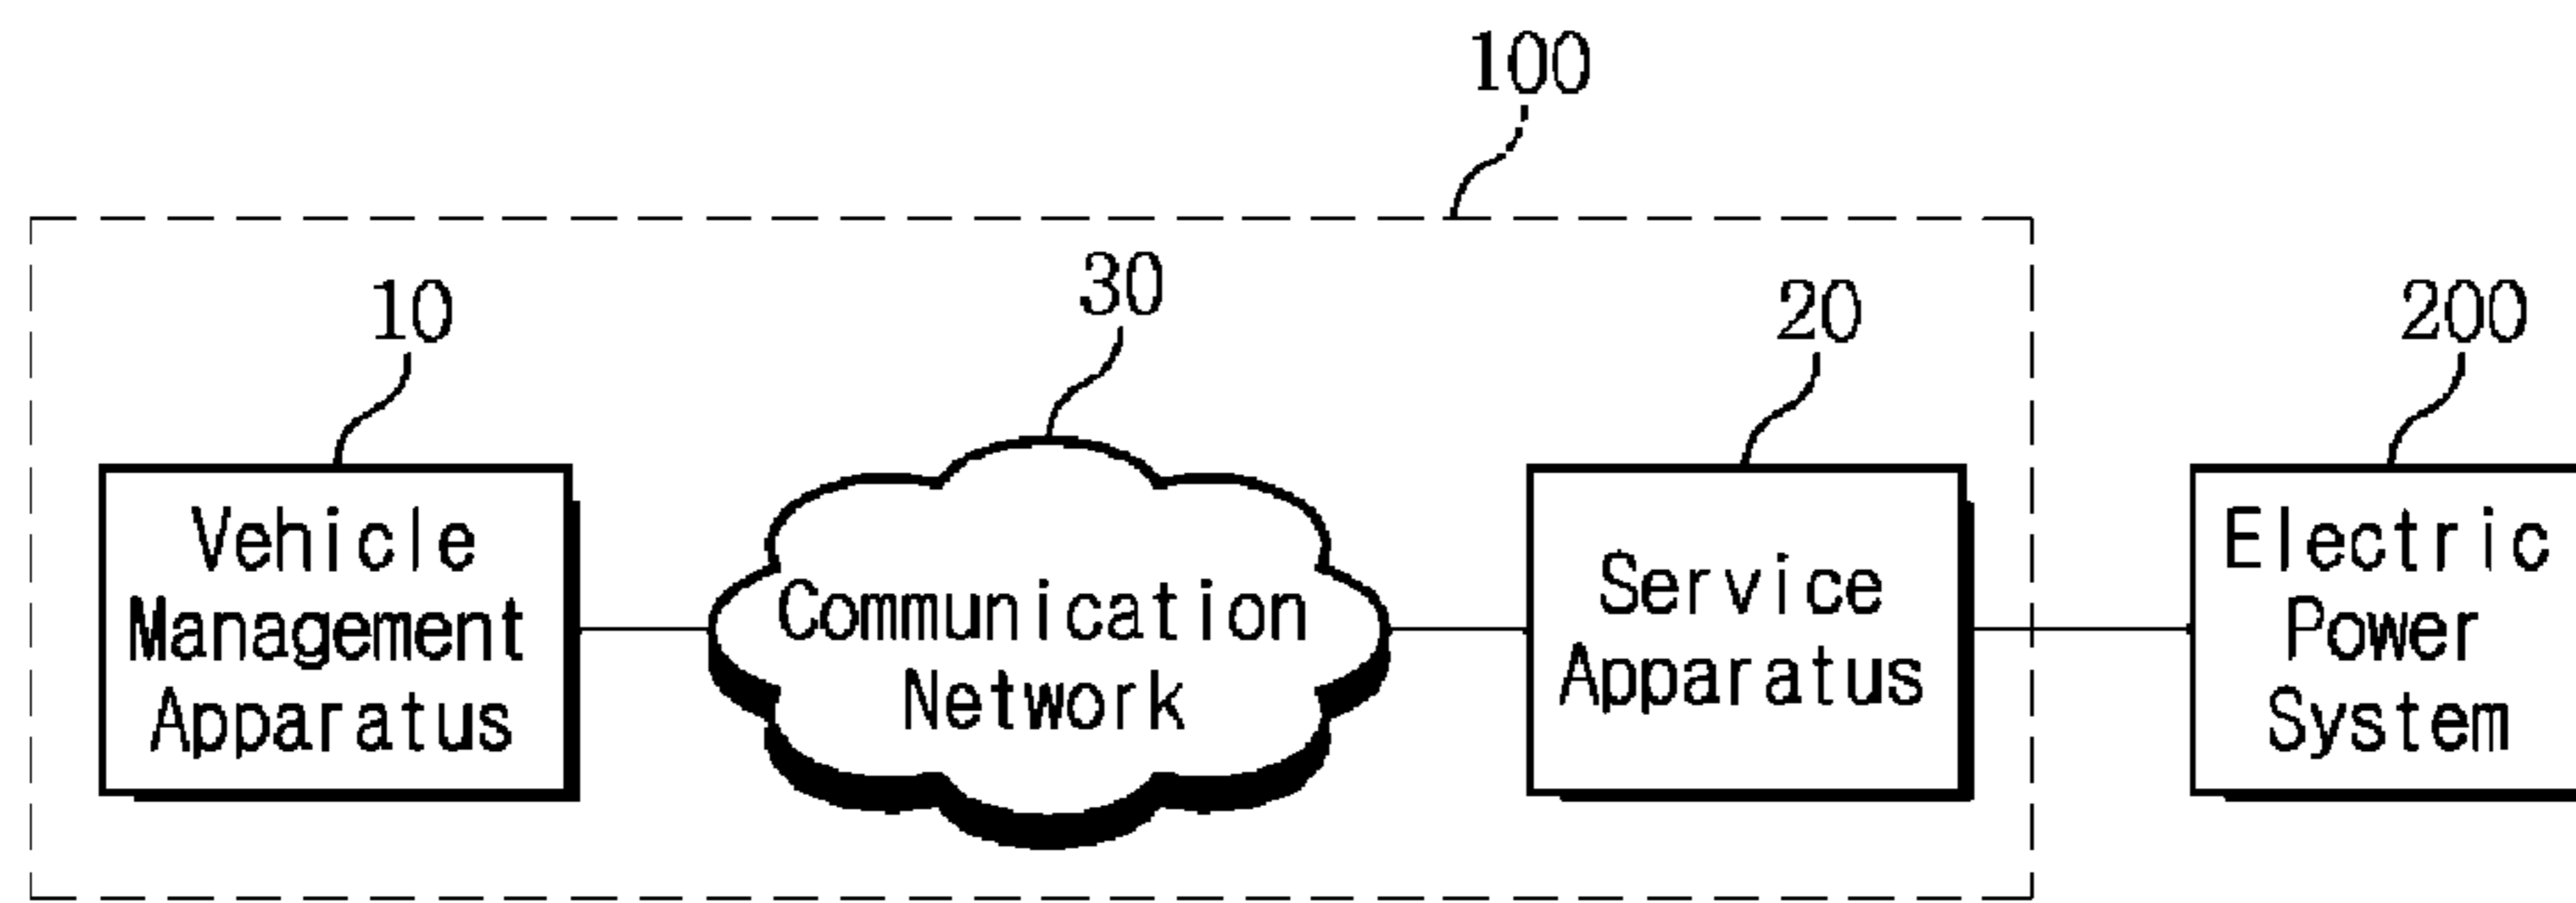 100
10
30
20
200
Vehicle
Management
Apparatus
Communication
Network
Service
Apparatus
Electric
Power
System